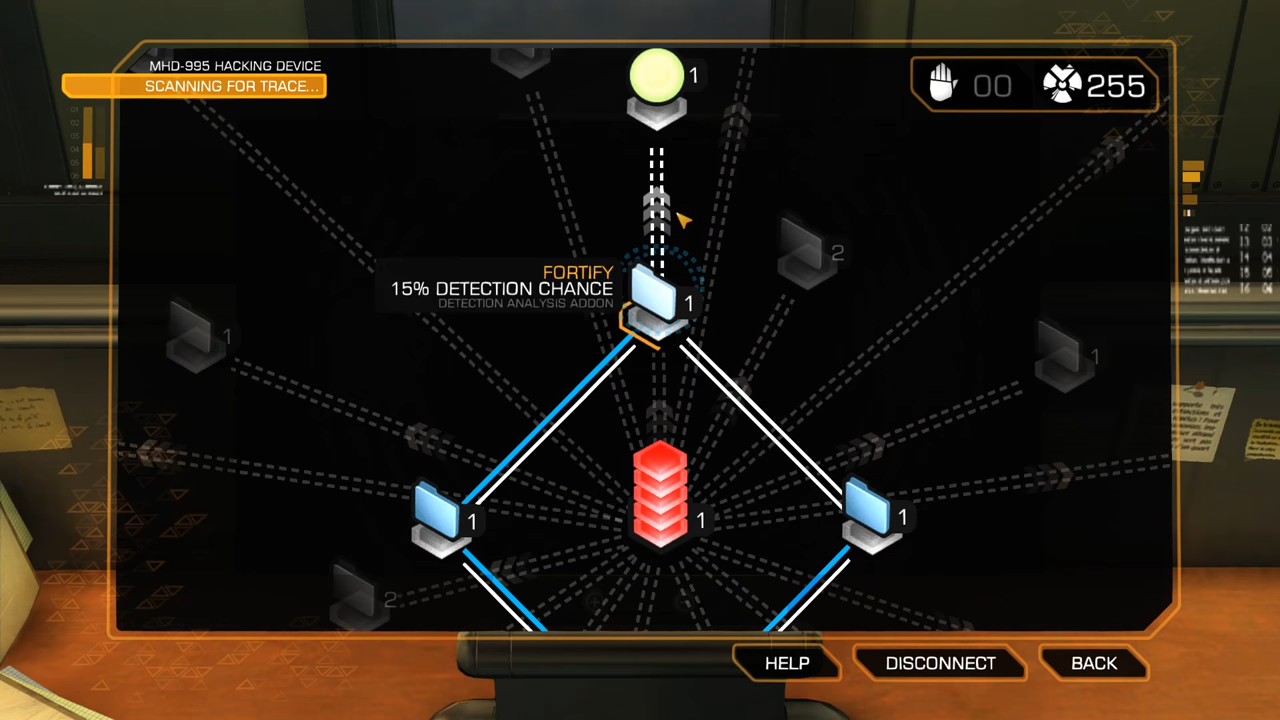 MHD-995 HACKING DEVICE
SCANNING FOR TRACE...
1
00
255
2
FORTIFY
15% DETECTION CHANCE
DETECTION ANALYSIS ADDON
1
1
1
1
1
1
2
HELP
DISCONNECT
BACK